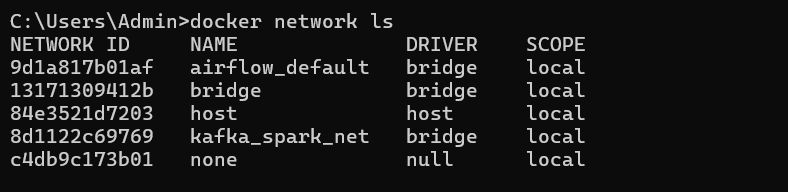 C:\Users\Admin>docker network ls
NETWORK ID     NAME              DRIVER    SCOPE
9d1a817b01af   airflow_default   bridge    local
13171309412b   bridge            bridge    local
84e3521d7203   host              host      local
8d1122c69769   kafka_spark_net   bridge    local
c4db9c173b01   none              null      local